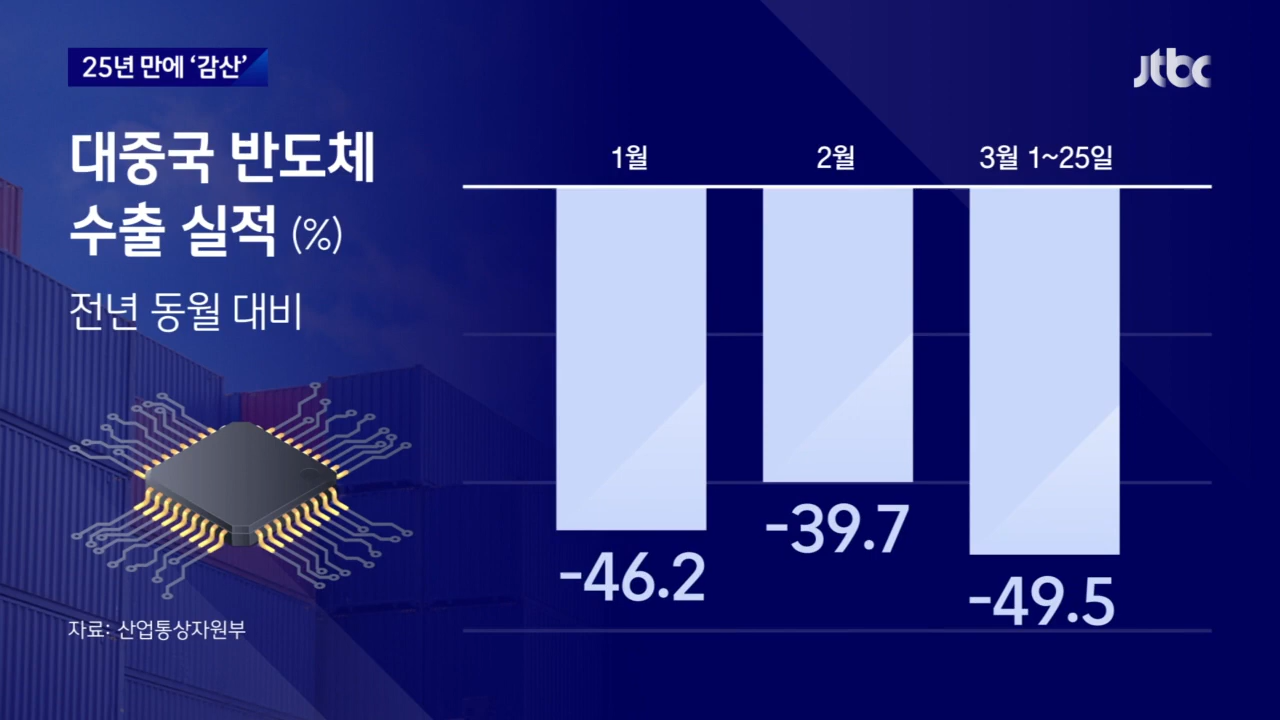 25년 만에 ‘감산’
jtbc
대중국 반도체
수출 실적 (%)
전년 동월 대비
1월
2월
3월 1~25일
-46.2
-39.7
-49.5
자료: 산업통상자원부